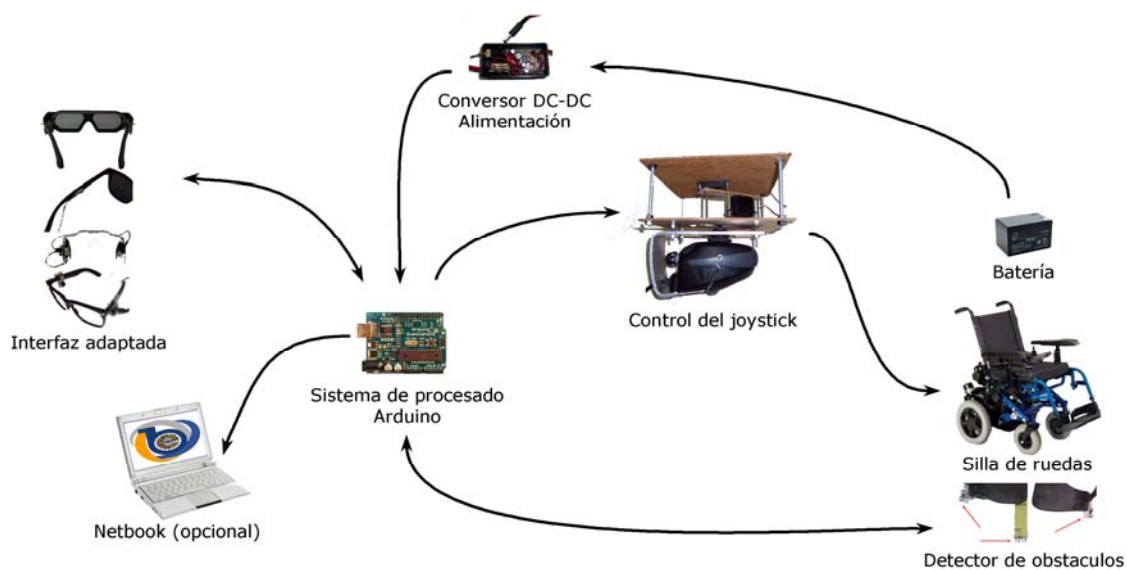 Conversor DC-DC
Alimentación
Interfaz adaptada
Control del joystick
Batería
Sistema de procesado
Arduino
Silla de ruedas
Netbook (opcional)
Detector de obstaculos